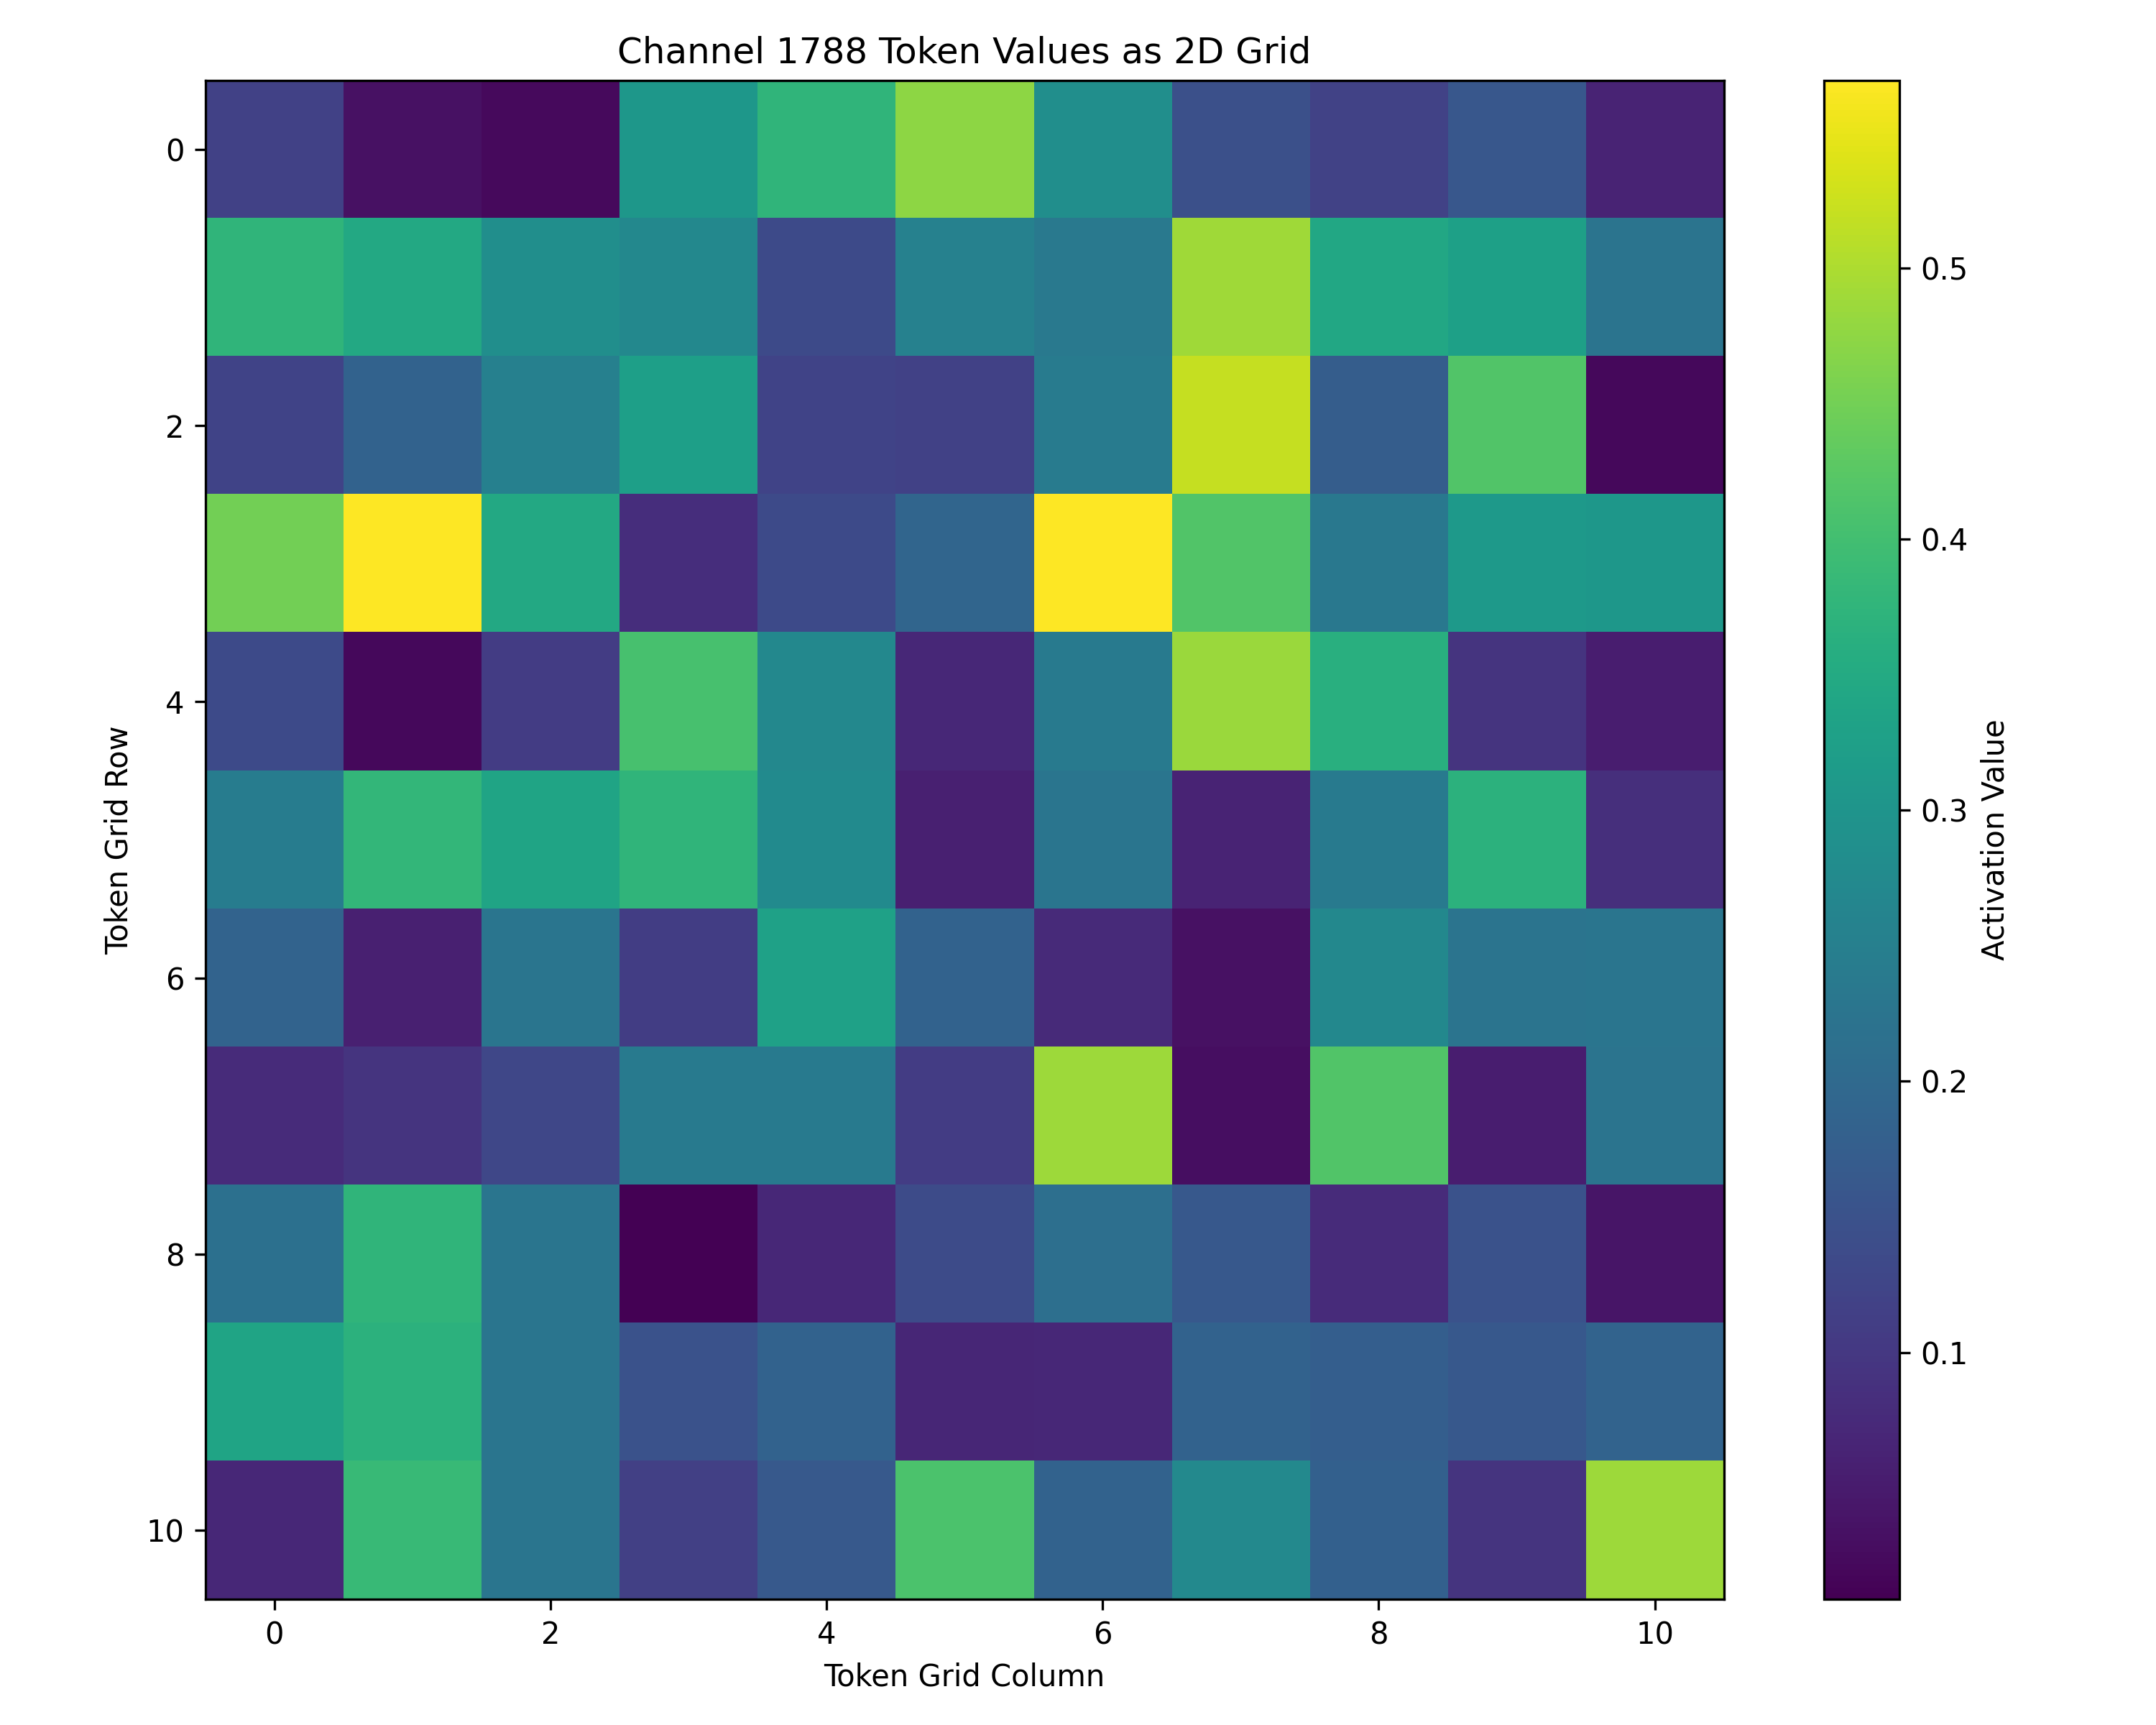 Channel 1788 Token Values as 2D Grid
0
2
4
6
8
10
Token Grid Row
0 2 4 6 8 10
Token Grid Column
0.5
0.4
0.3
0.2
0.1
Activation Value